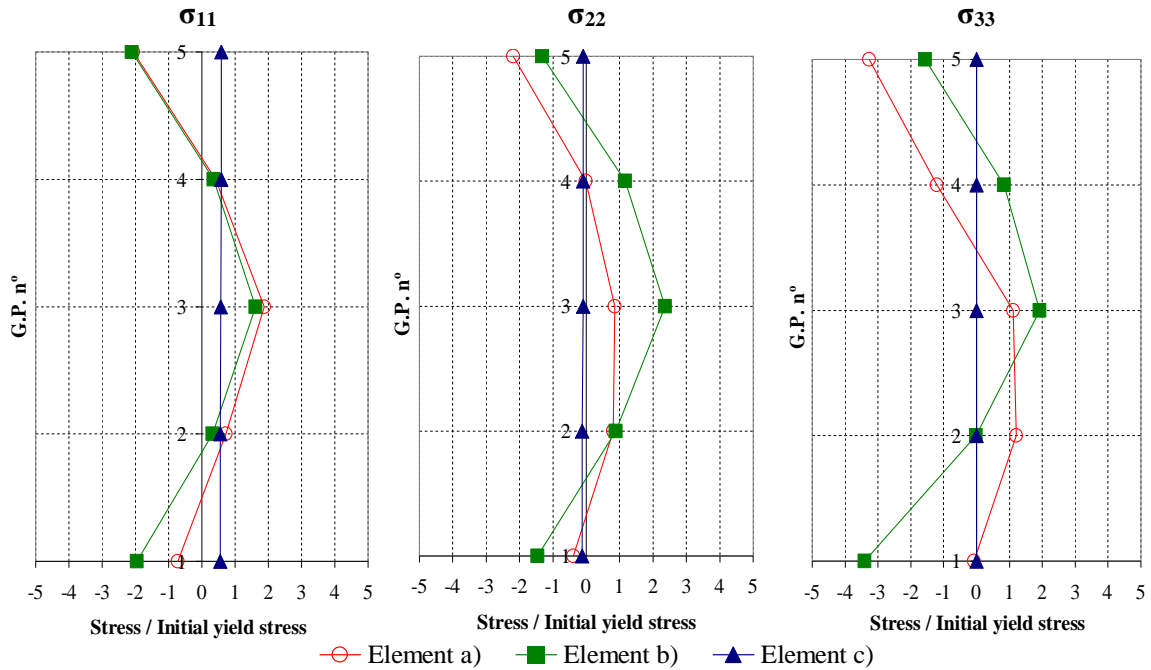 σ11
σ22
σ33
5
4
3
2
1
G.P. nº
-5 -4 -3 -2 -1 0 1 2 3 4 5
Stress / Initial yield stress
5
4
3
2
1
G.P. nº
-5 -4 -3 -2 -1 0 1 2 3 4 5
Stress / Initial yield stress
5
4
3
2
1
G.P. nº
-5 -4 -3 -2 -1 0 1 2 3 4 5
Stress / Initial yield stress
Element a) Element b) Element c)